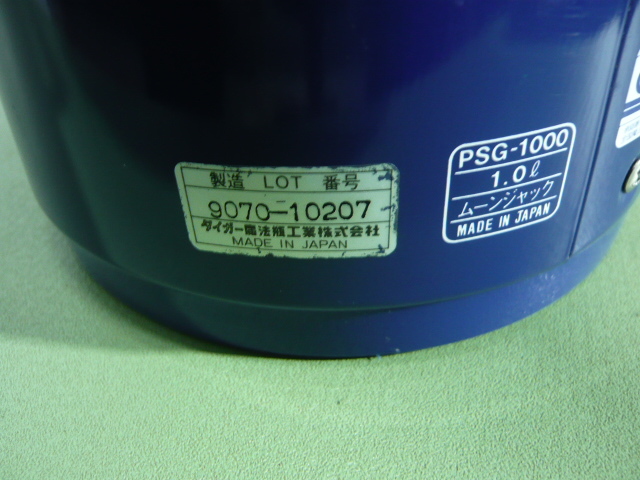 製造 LOT 番号
9070-10207
タイガー魔法瓶工業株式会社
MADE IN JAPAN
PSG-1000
1.0ℓ
ムーンジャック
MADE IN JAPAN